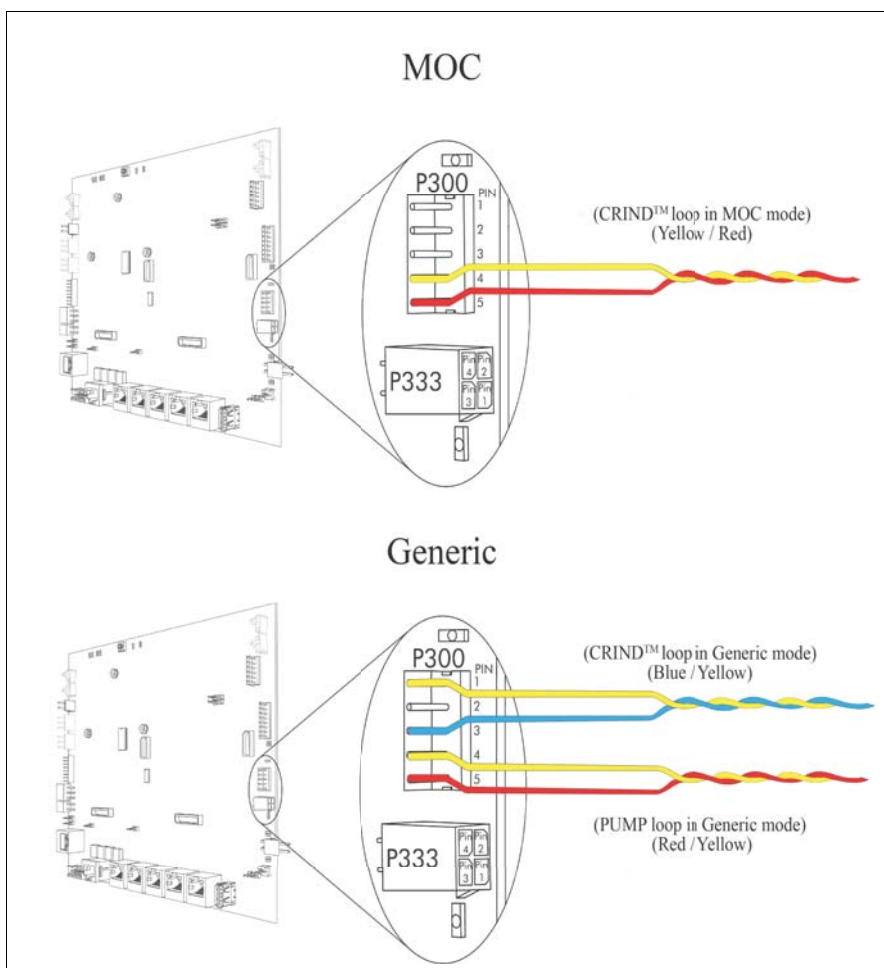 MOC
P300
PIN
1
2
3
4
5
(CRIND™ loop in MOC mode)
(Yellow / Red)
P333
Pin 4
Pin 2
Pin 3
Pin 1
Generic
P300
PIN
1
2
3
4
5
(CRIND™ loop in Generic mode)
(Blue / Yellow)
(PUMP loop in Generic mode)
(Red / Yellow)
P333
Pin 4
Pin 2
Pin 3
Pin 1